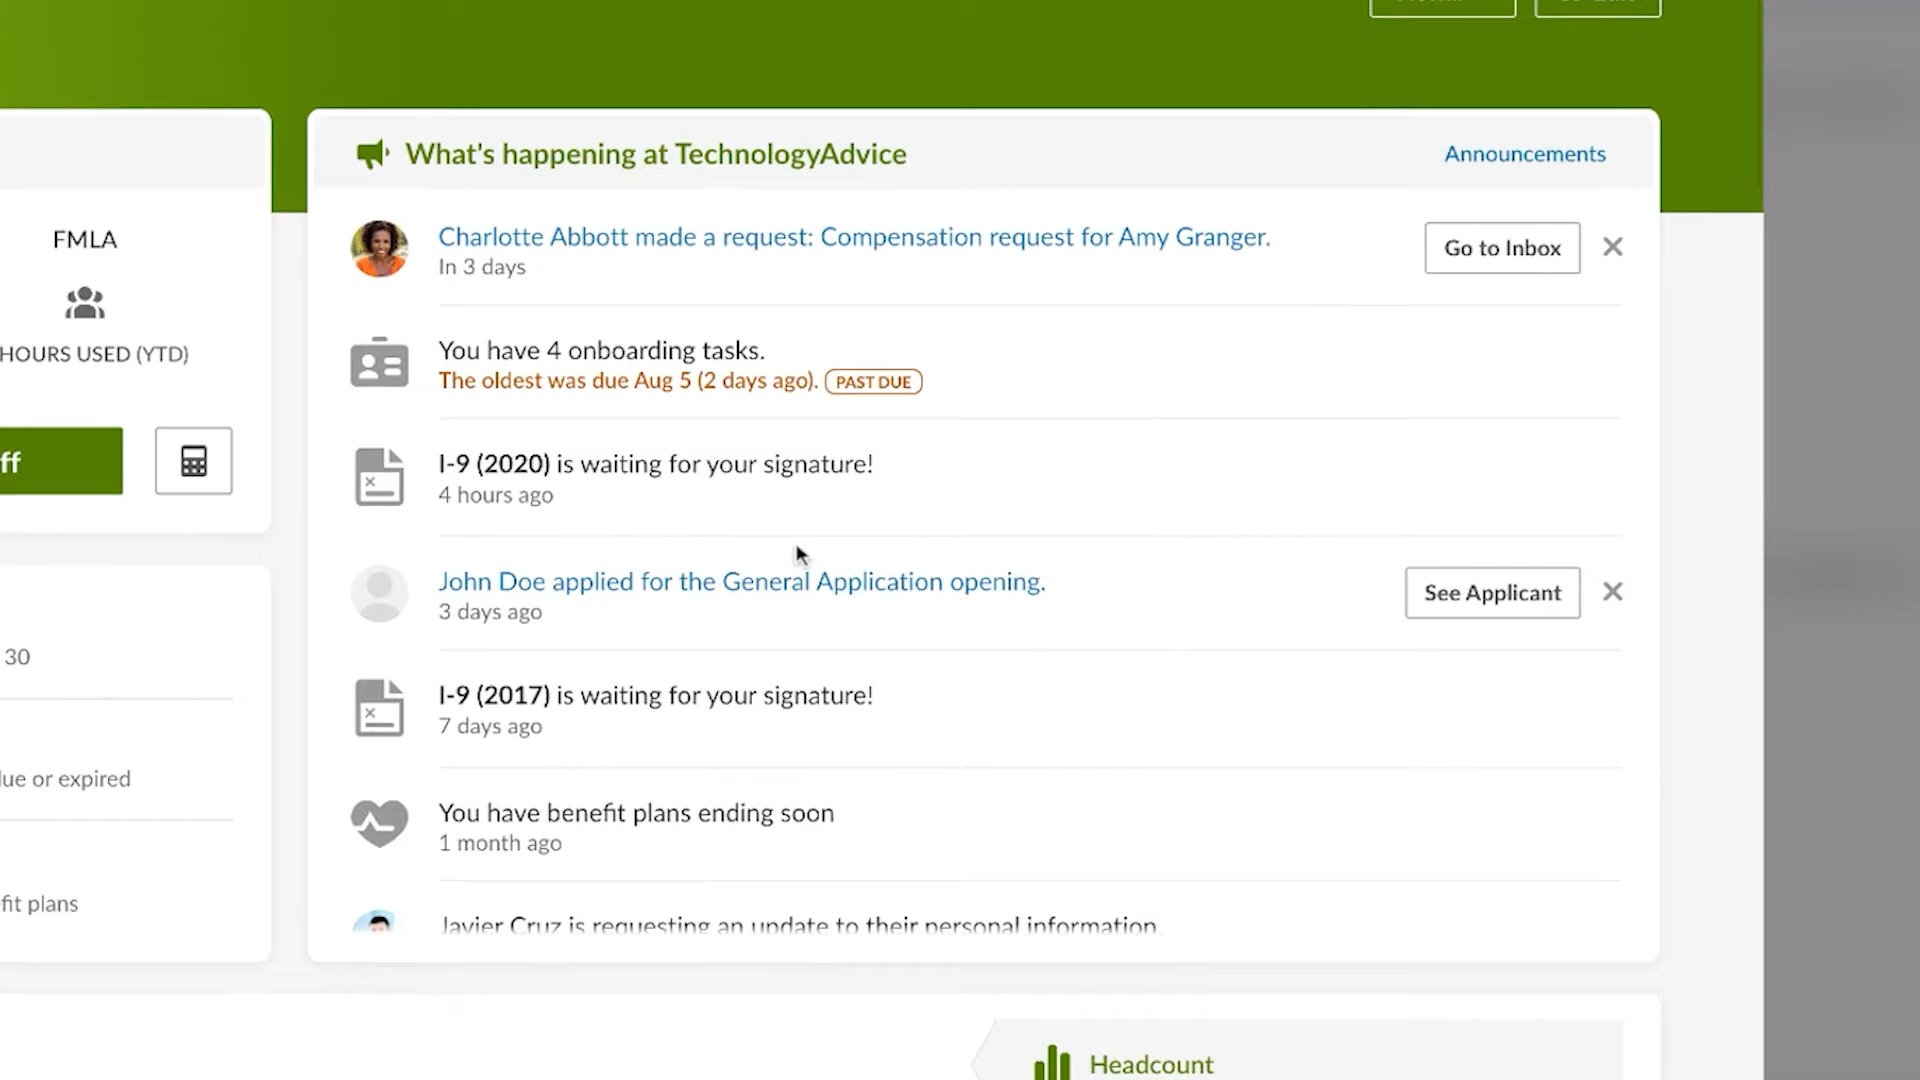 What's happening at TechnologyAdvice
Announcements
FMLA
HOURS USED (YTD)
ff
30
lue or expired
fit plans
Charlotte Abbott made a request: Compensation request for Amy Granger.
In 3 days
Go to Inbox
You have 4 onboarding tasks.
The oldest was due Aug 5 (2 days ago). PAST DUE
I-9 (2020) is waiting for your signature!
4 hours ago
John Doe applied for the General Application opening.
3 days ago
See Applicant
I-9 (2017) is waiting for your signature!
7 days ago
You have benefit plans ending soon
1 month ago
Javier Cruz is requesting an update to their personal information.
Headcount